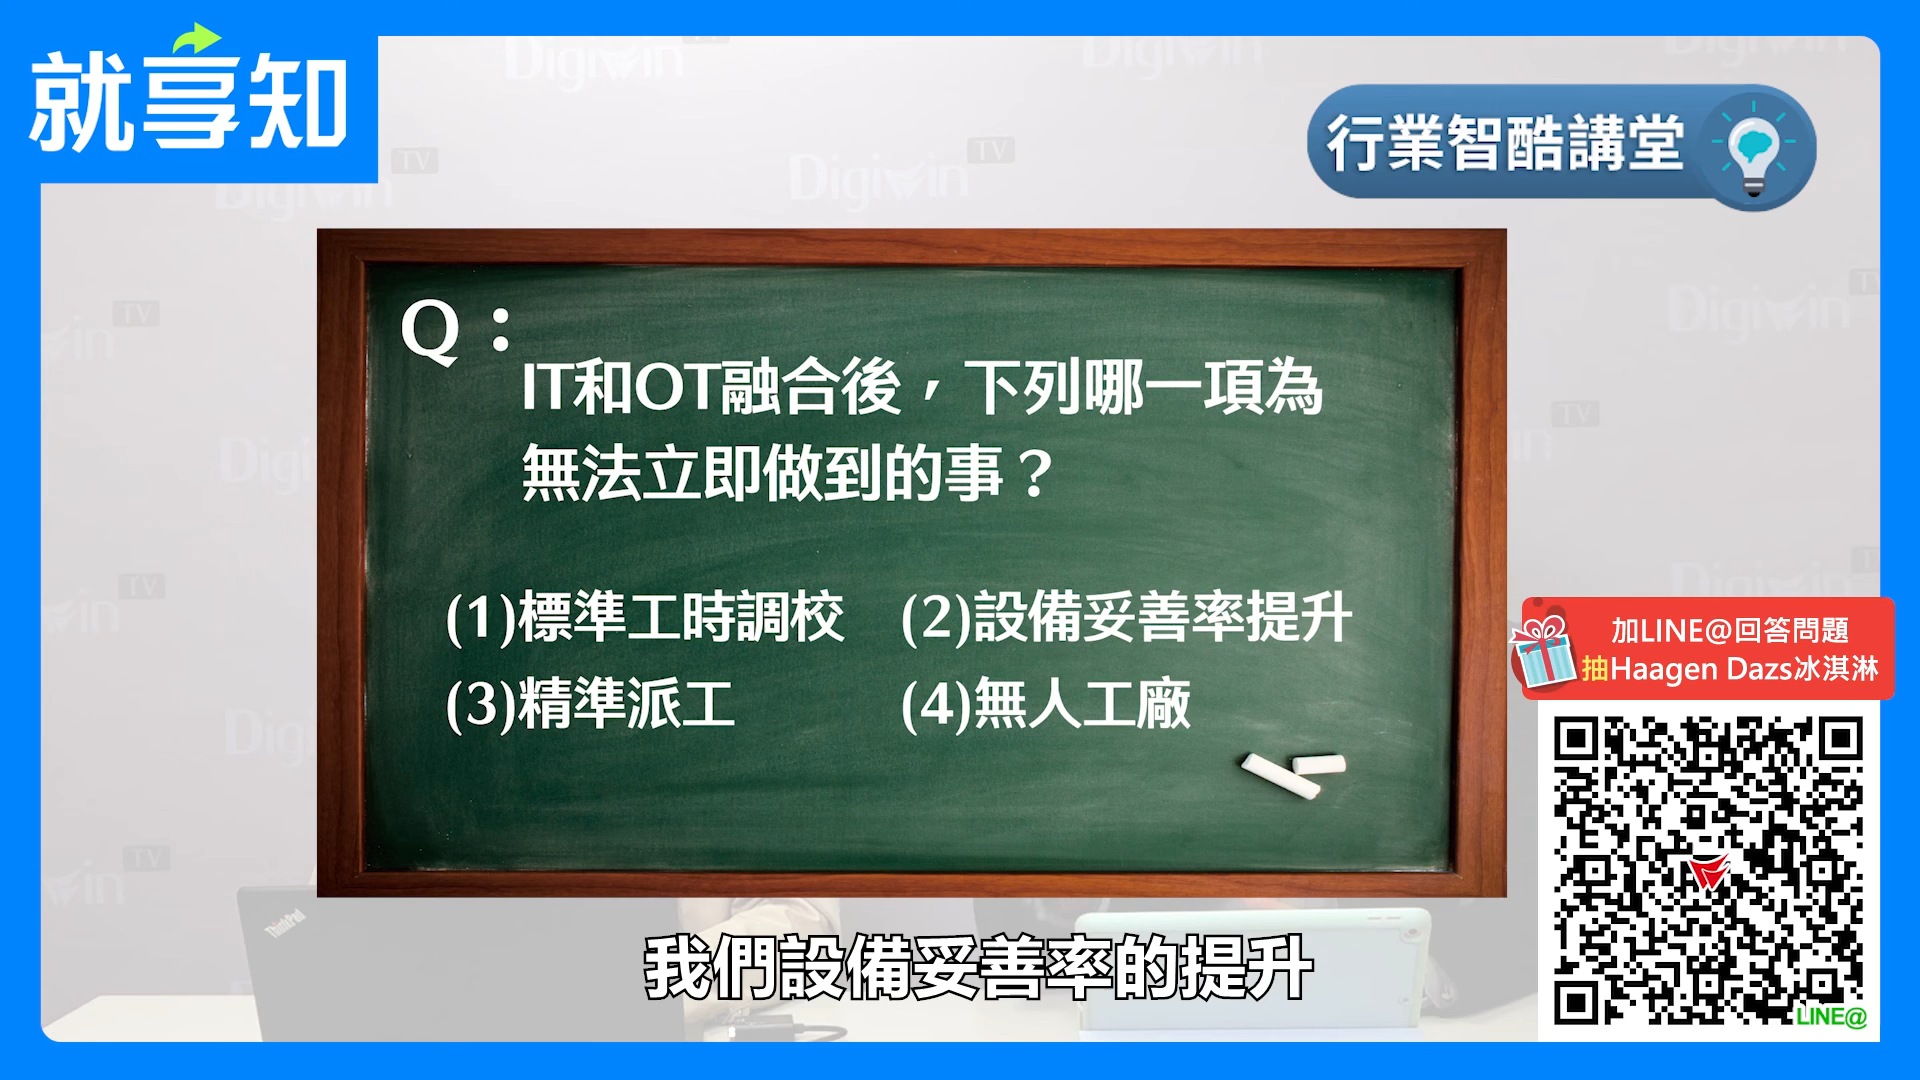 就享知
行業智酷講堂
Digiwin TV
Q：
IT和OT融合後，下列哪一項為
無法立即做到的事？
(1)標準工時調校 (2)設備妥善率提升
(3)精準派工 (4)無人工廠
加LINE@回答問題
抽Haagen Dazs冰淇淋
LINE@
ThinkPad
我們設備妥善率的提升